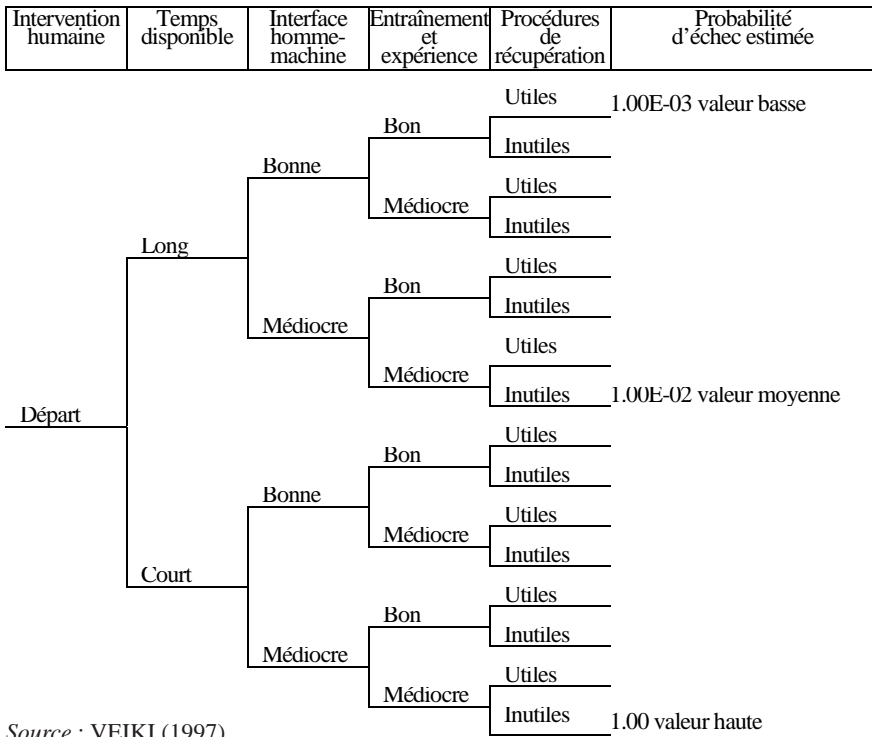 Intervention humaine
Temps disponible
Interface homme-machine
Entraînement et expérience
Procédures de récupération
Probabilité d'échec estimée
Utiles 1.00E-03 valeur basse
Bon
Inutiles
Bonne
Utiles
Médiocre
Inutiles
Long
Utiles
Bon
Inutiles
Médiocre
Utiles
Médiocre
Inutiles 1.00E-02 valeur moyenne
Départ
Utiles
Bon
Inutiles
Bonne
Utiles
Médiocre
Inutiles
Court
Utiles
Bon
Inutiles
Médiocre
Utiles
Médiocre
Inutiles 1.00 valeur haute
Source : VEIKI (1997)